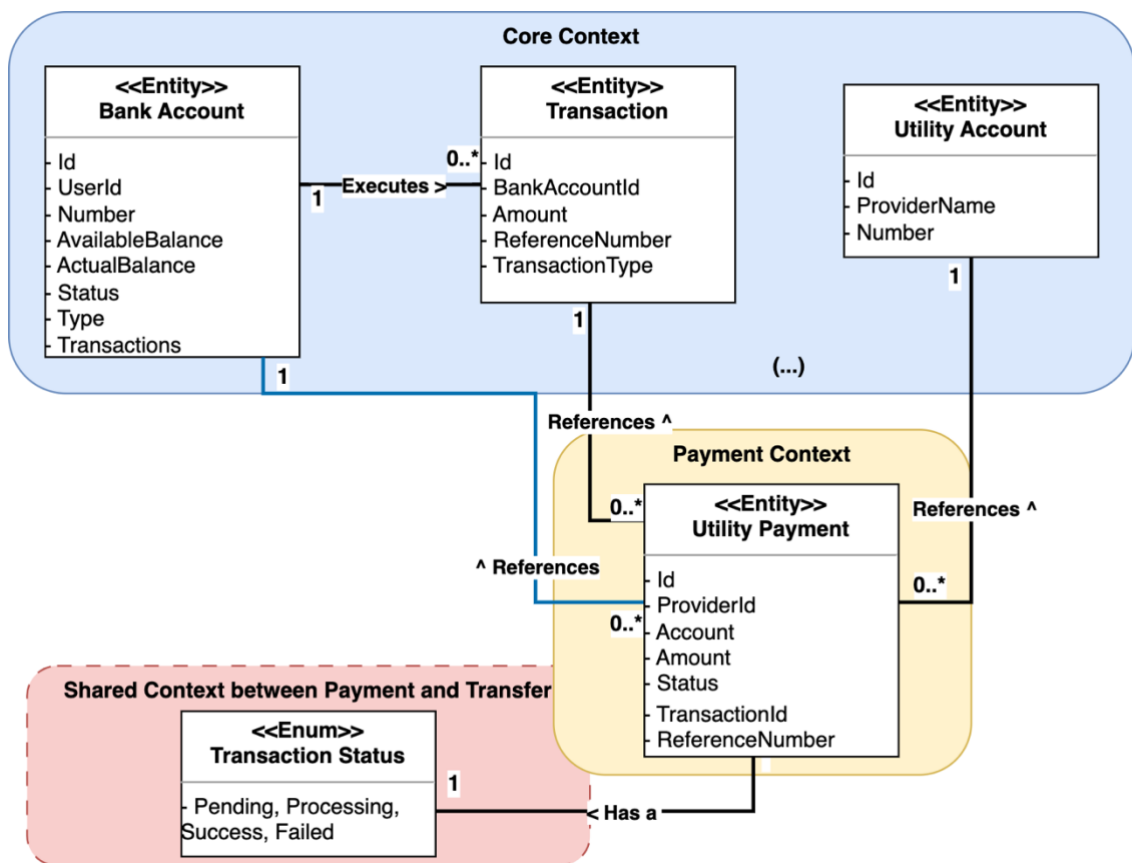 Core Context
<<Entity>>
Bank Account
- Id
- UserId
- Number
- AvailableBalance
- ActualBalance
- Status
- Type
- Transactions
1
Executes >
0..*
<<Entity>>
Transaction
- Id
- BankAccountId
- Amount
- ReferenceNumber
- TransactionType
<<Entity>>
Utility Account
- Id
- ProviderName
- Number
1
1
1
(...)
References ^
Payment Context
0..*
<<Entity>>
Utility Payment
- Id
- ProviderId
- Account
- Amount
- Status
- TransactionId
- ReferenceNumber
References ^
0..*
^ References
0..*
Shared Context between Payment and Transfer
<<Enum>>
Transaction Status
- Pending, Processing,
Success, Failed
1
< Has a